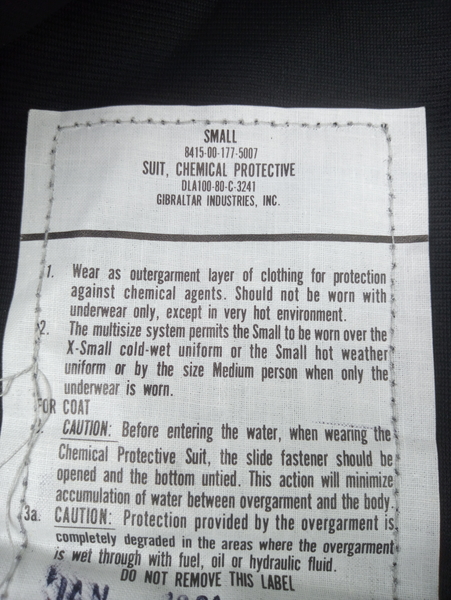 SMALL
8415-00-177-5007
SUIT, CHEMICAL PROTECTIVE
DLA100-80-C-3241
GIBRALTAR INDUSTRIES, INC.
1. Wear as outergarment layer of clothing for protection
against chemical agents. Should not be worn with
underwear only, except in very hot environment.
2. The multisize system permits the Small to be worn over the
X-Small cold-wet uniform or the Small hot weather
uniform or by the size Medium person when only the
underwear is worn.
FOR COAT
CAUTION: Before entering the water, when wearing the
Chemical Protective Suit, the slide fastener should be
opened and the bottom untied. This action will minimize
accumulation of water between overgarment and the body.
3a. CAUTION: Protection provided by the overgarment is
completely degraded in the areas where the overgarment
is wet through with fuel, oil or hydraulic fluid.
DO NOT REMOVE THIS LABEL
JAN